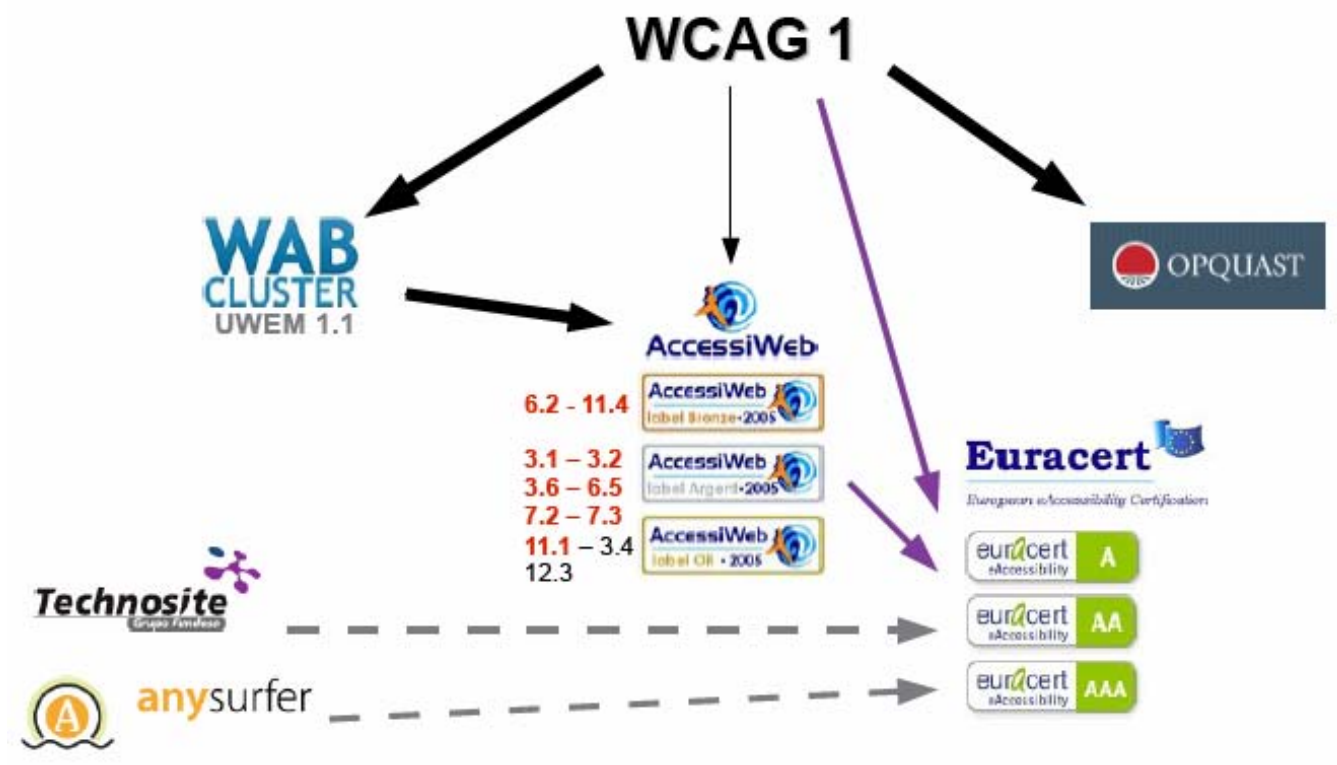 WCAG 1
WAB
CLUSTER
UWEM 1.1
OPQUAST
AccessiWeb
6.2 - 11.4
AccessiWeb
label Bronze•2005
3.1 – 3.2
3.6 – 6.5
7.2 – 7.3
11.1 – 3.4
12.3
AccessiWeb
label Argent•2005
AccessiWeb
label OR • 2005
Euracert
European eAccessibility Certification
euracert
eAccessibility
A
euracert
eAccessibility
AA
euracert
eAccessibility
AAA
Technosite
Grupo Fundosa
A
anysurfer